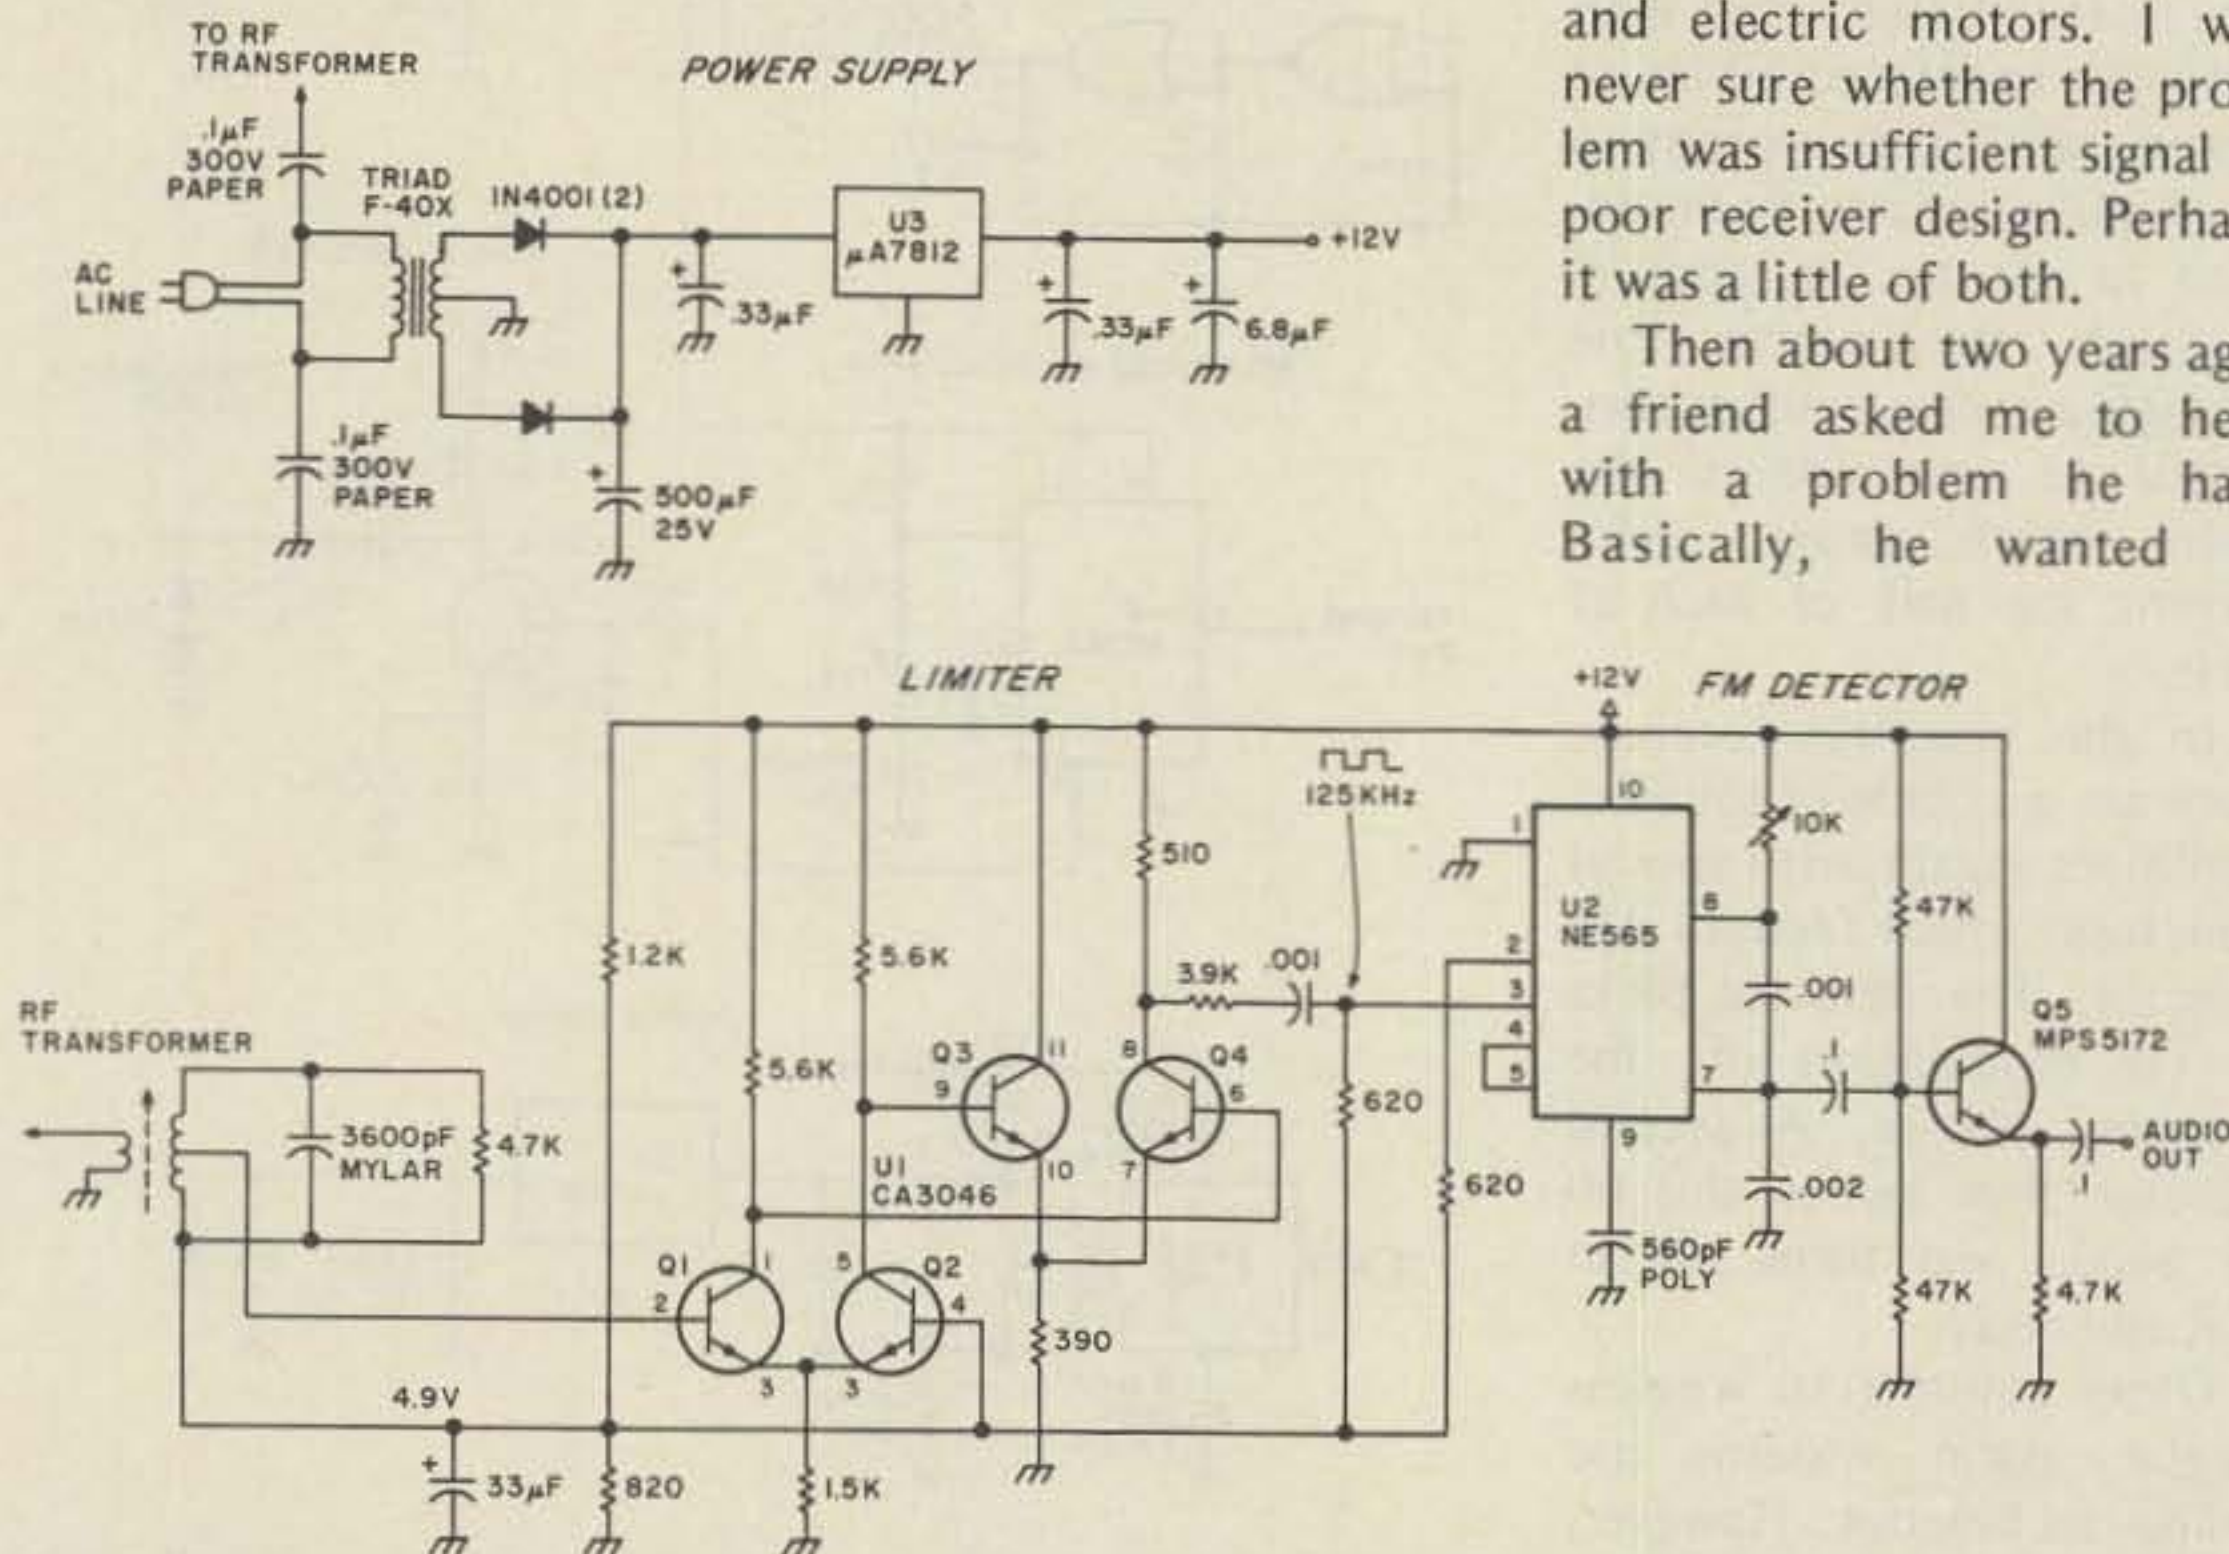 TO RF
TRANSFORMER
POWER SUPPLY
.1µF
300V
PAPER
TRIAD
F-40X
1N4001 (2)
U3
µA7812
+12V
AC
LINE
+
.33µF
+
.33µF
+
6.8µF
.1µF
300V
PAPER
+
500µF
25V
and electric motors. I
never sure whether the
lem was insufficient signal
poor receiver design.
it was a little of both.
Then about two years
a friend asked me to
with a problem he
Basically, he wanted
LIMITER
+12V
FM DETECTOR
125KHz
10
1
10K
510
U2
NE565
8
47K
1.2K
5.6K
2
3.9K
.001
3
.001
RF
TRANSFORMER
4
Q5
MPS5172
Q3
11
8
Q4
5.6K
9
6
5
7
.1
620
3600pF
MYLAR
4.7K
9
AUDIO
OUT
U1
CA3046
10
7
620
.002
.1
560pF
POLY
Q1
1
5
Q2
2
4
47K
4.7K
390
3
3
4.9V
+
33µF
820
1.5K